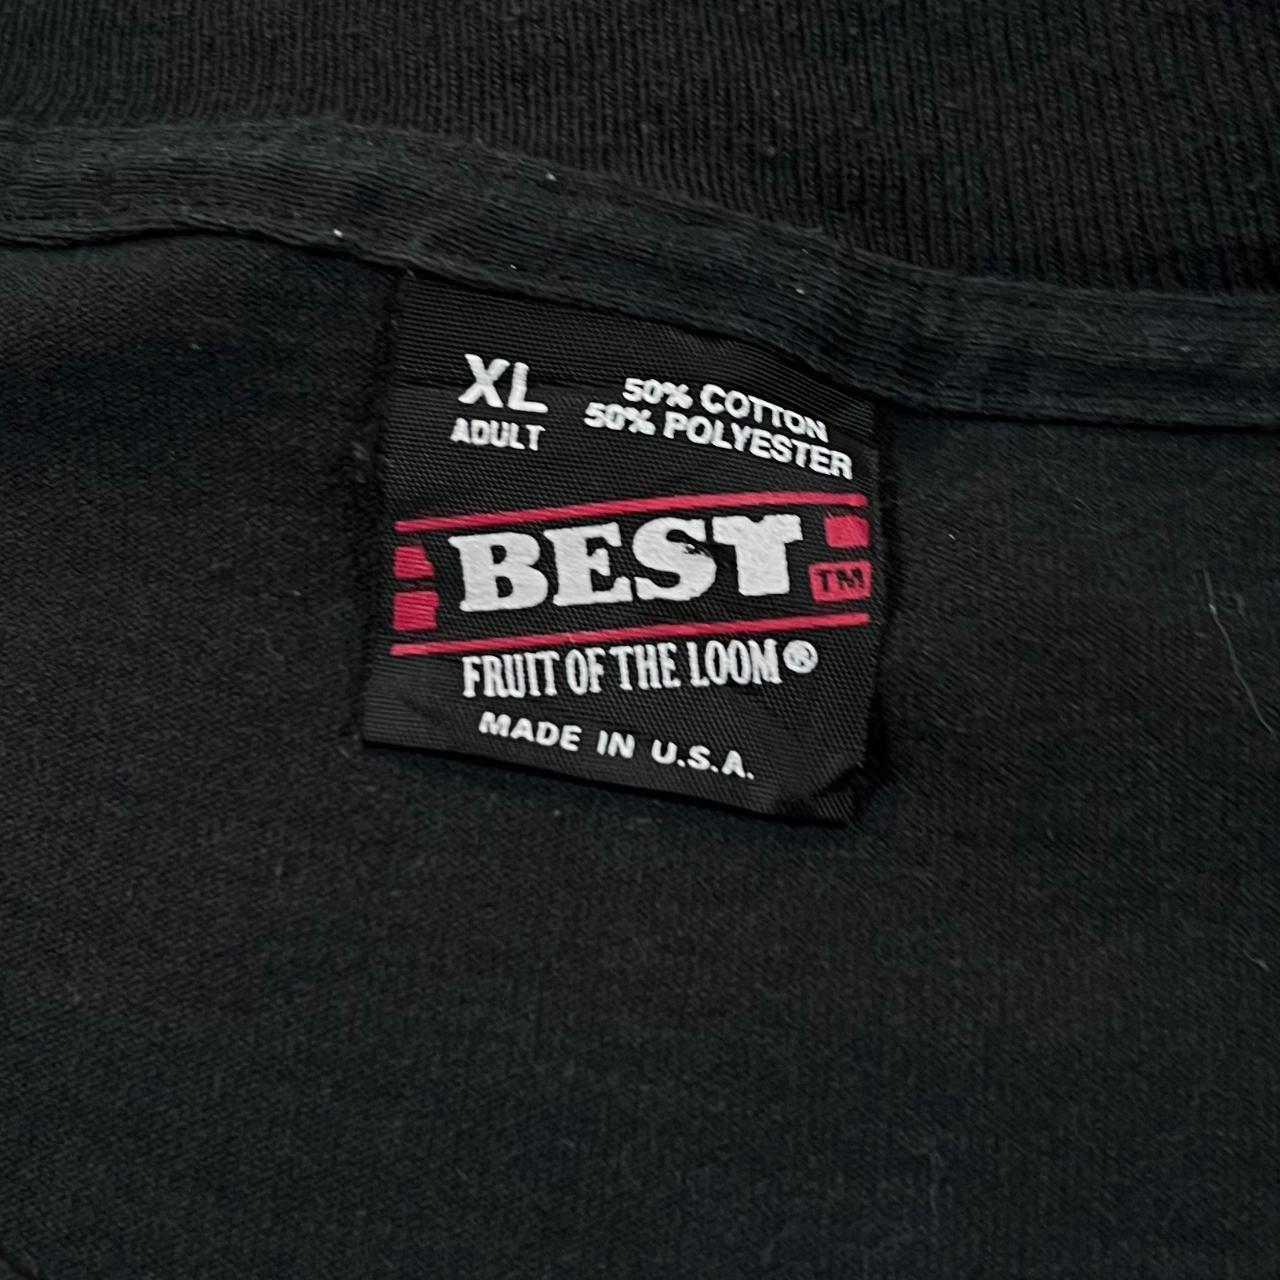 XL
ADULT
50% COTTON
50% POLYESTER
BEST
TM
FRUIT OF THE LOOM®
MADE IN U.S.A.